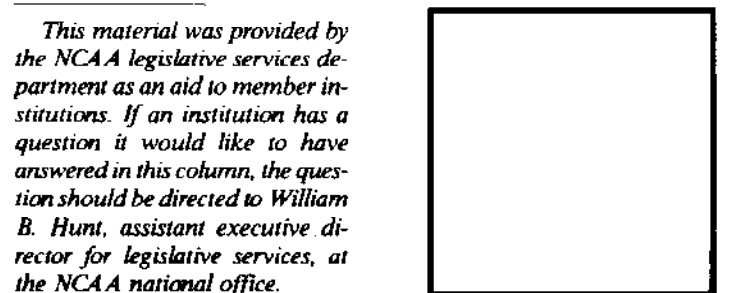 This material was provided by
the NCAA legislative services de-
partment as an aid to member in-
stitutions. If an institution has a
question it would like to have
answered in this column, the ques-
tion should be directed to William
B. Hunt, assistant executive di-
rector for legislative services, at
the NCAA national office.